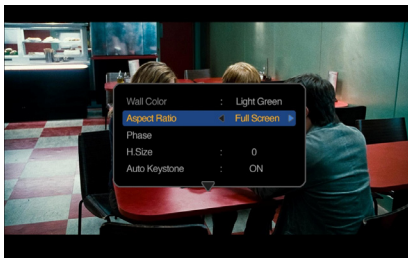 Wall Color : Light Green
Aspect Ratio Full Screen
Phase
H.Size : 0
Auto Keystone : ON